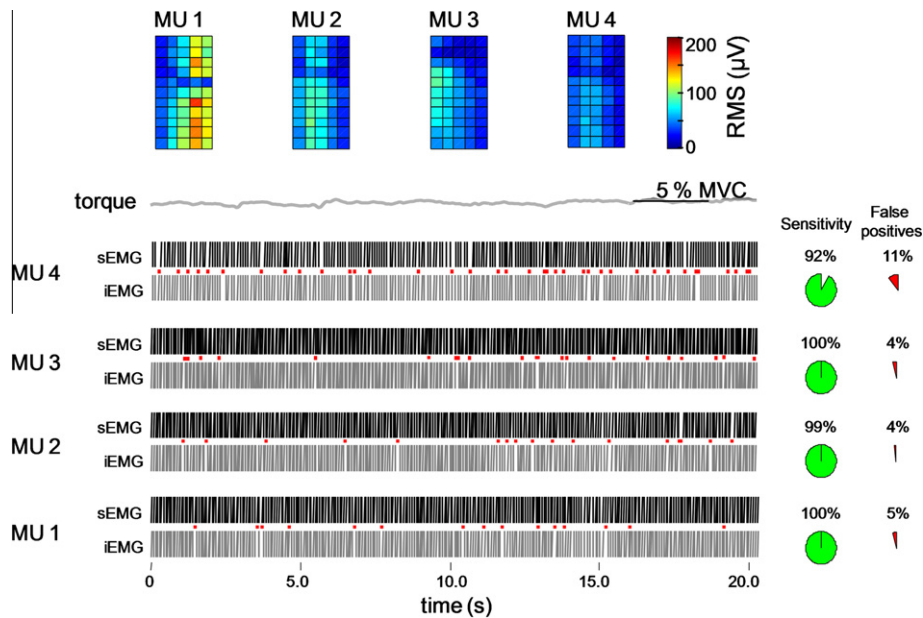 MU 1
MU 2
MU 3
MU 4
200
100
0
RMS (μV)
torque
5 % MVC
Sensitivity
False positives
MU 4
sEMG
iEMG
92%
11%
MU 3
sEMG
iEMG
100%
4%
MU 2
sEMG
iEMG
99%
4%
MU 1
sEMG
iEMG
100%
5%
0
5.0
10.0
15.0
20.0
time (s)